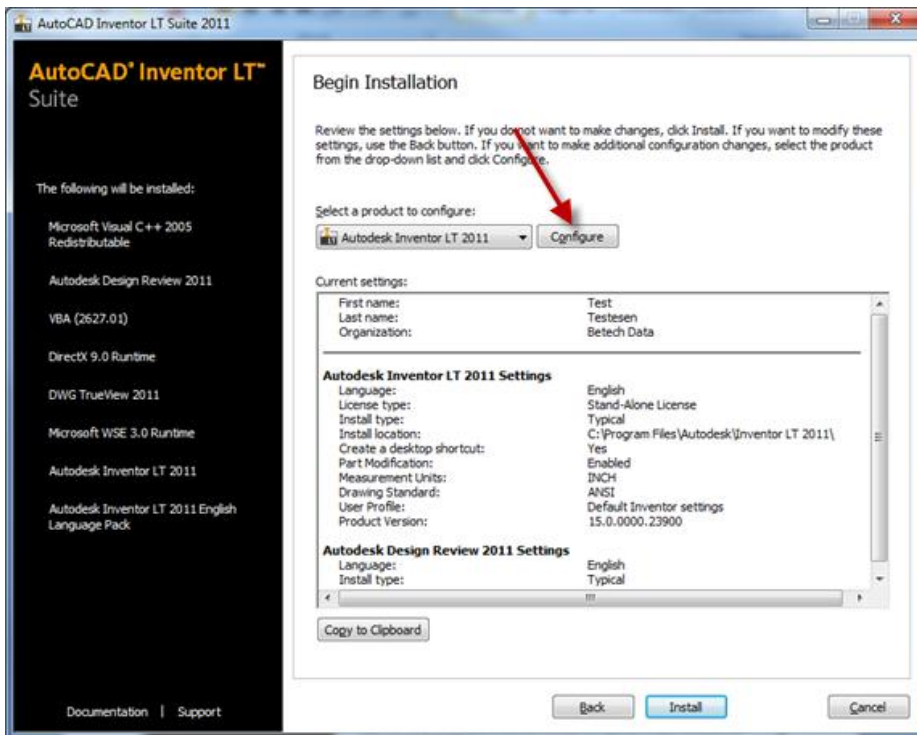 AutoCAD Inventor LT Suite 2011
AutoCAD® Inventor LT™
Suite
The following will be installed:
Microsoft Visual C++ 2005
Redistributable
Autodesk Design Review 2011
VBA (2627.01)
DirectX 9.0 Runtime
DWG TrueView 2011
Microsoft WSE 3.0 Runtime
Autodesk Inventor LT 2011
Autodesk Inventor LT 2011 English
Language Pack
Documentation | Support
Begin Installation
Review the settings below. If you do not want to make changes, click Install. If you want to modify these
settings, use the Back button. If you want to make additional configuration changes, select the product
from the drop-down list and click Configure.
Select a product to configure:
Autodesk Inventor LT 2011
Configure
Current settings:
First name: Test
Last name: Testesen
Organization: Betech Data
Autodesk Inventor LT 2011 Settings
Language: English
License type: Stand-Alone License
Install type: Typical
Install location: C:\Program Files\Autodesk\Inventor LT 2011\
Create a desktop shortcut: Yes
Part Modification: Enabled
Measurement Units: INCH
Drawing Standard: ANSI
User Profile: Default Inventor settings
Product Version: 15.0.0000.23900
Autodesk Design Review 2011 Settings
Language: English
Install type: Typical
Copy to Clipboard
Back
Install
Cancel